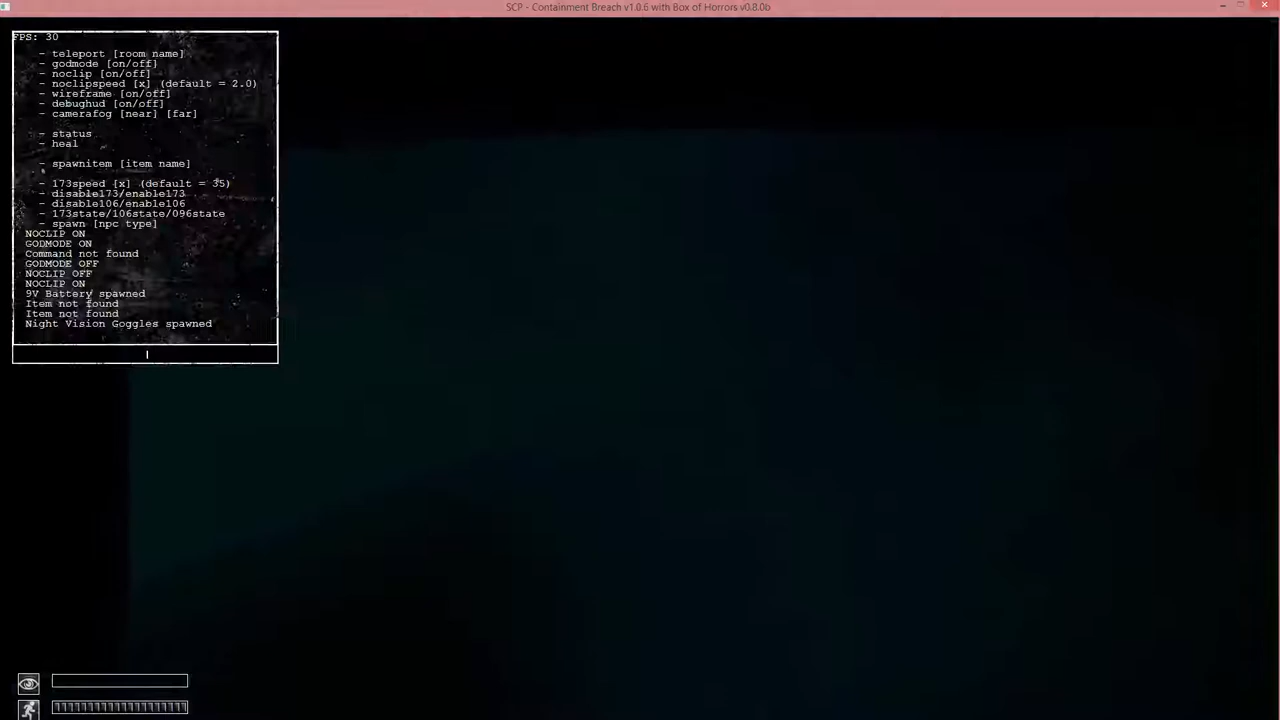 SCP - Containment Breach v1.0.6 with Box of Horrors v0.8.0b
FPS: 30
- teleport [room name]
- godmode [on/off]
- noclip [on/off]
- noclipspeed [x] (default = 2.0)
- wireframe [on/off]
- debughud [on/off]
- camerafog [near] [far]
- status
- heal
- spawnitem [item name]
- 173speed [x] (default = 35)
- disable173/enable173
- disable106/enable106
- 173state/106state/096state
- spawn [npc type]
NOCLIP ON
GODMODE ON
Command not found
GODMODE OFF
NOCLIP OFF
NOCLIP ON
9V Battery spawned
Item not found
Item not found
Night Vision Goggles spawned